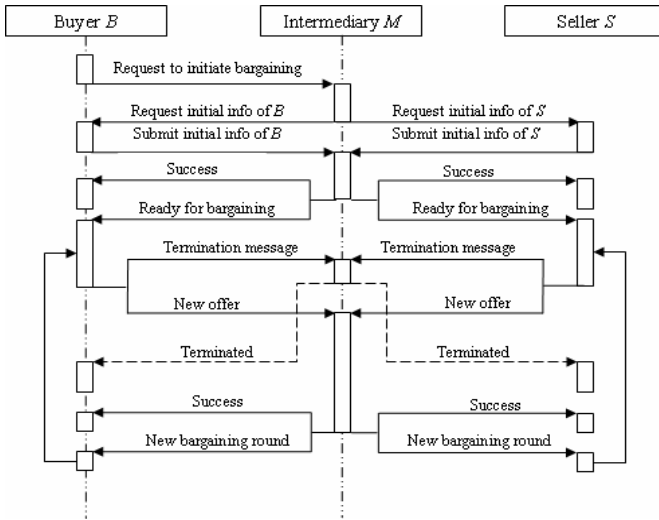 Buyer B
Intermediary M
Seller S
Request to initiate bargaining
Request initial info of B
Request initial info of S
Submit initial info of B
Submit initial info of S
Success
Success
Ready for bargaining
Ready for bargaining
Termination message
Termination message
New offer
New offer
Terminated
Terminated
Success
Success
New bargaining round
New bargaining round